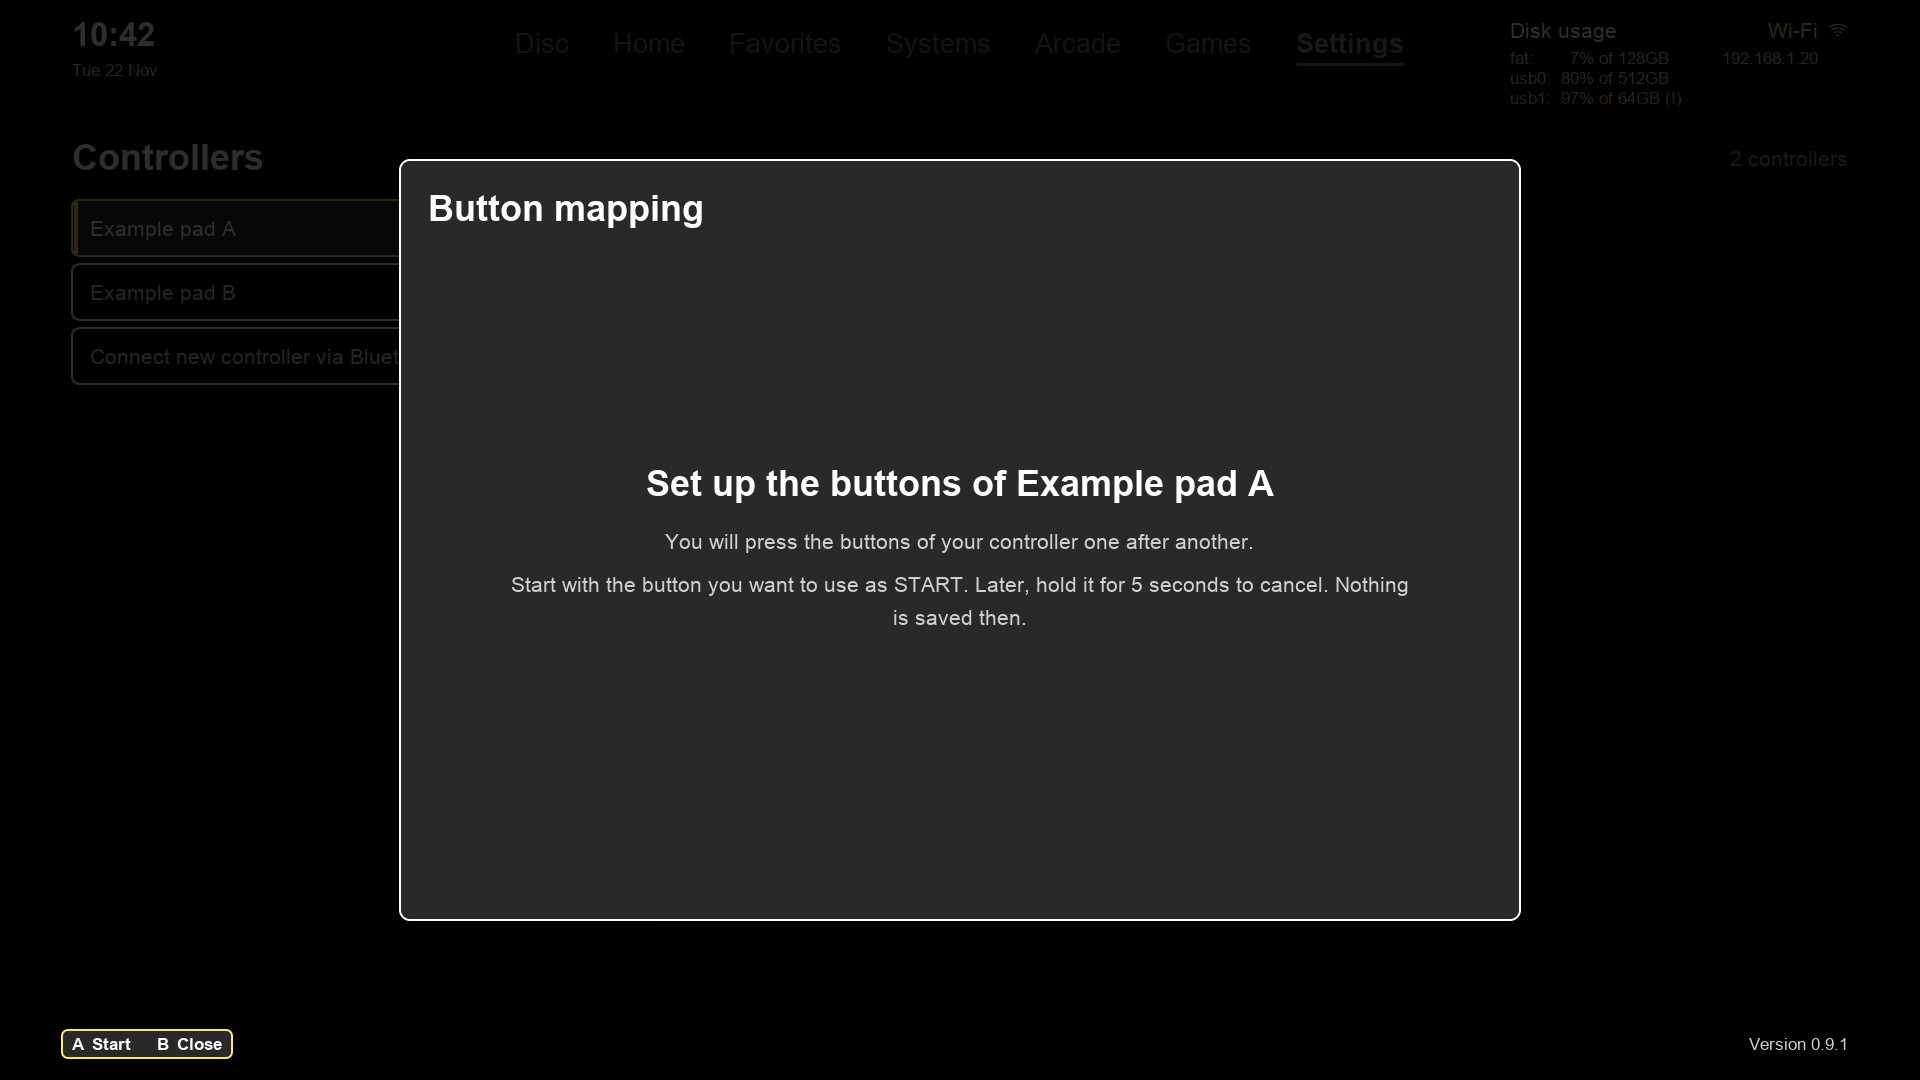 10:42
Tue 22 Nov
Disc Home Favorites Systems Arcade Games Settings
Disk usage
fat: 7% of 128GB
usb0: 80% of 512GB
usb1: 97% of 64GB (!)
Wi-Fi
192.168.1.20
Controllers
2 controllers
Example pad A
Example pad B
Connect new controller via Bluet
Button mapping
Set up the buttons of Example pad A
You will press the buttons of your controller one after another.
Start with the button you want to use as START. Later, hold it for 5 seconds to cancel. Nothing
is saved then.
A Start B Close
Version 0.9.1